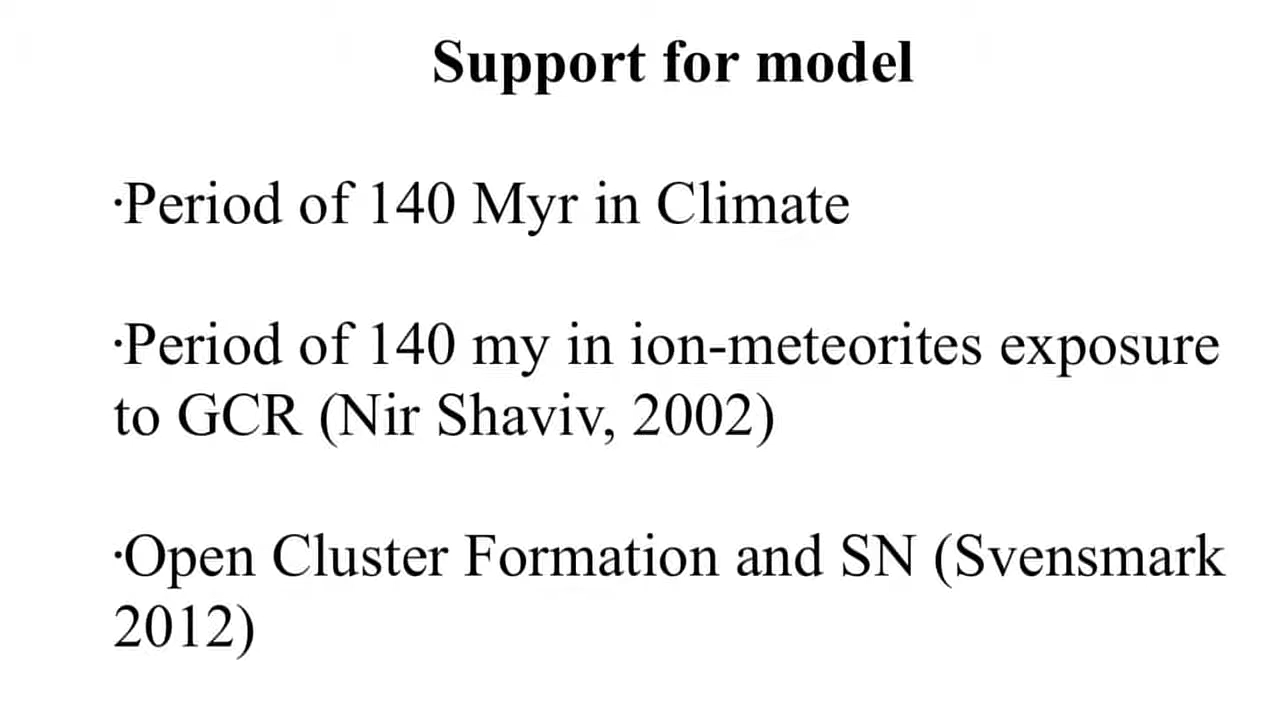 Support for model
·Period of 140 Myr in Climate
·Period of 140 my in ion-meteorites exposure
to GCR (Nir Shaviv, 2002)
·Open Cluster Formation and SN (Svensmark
2012)